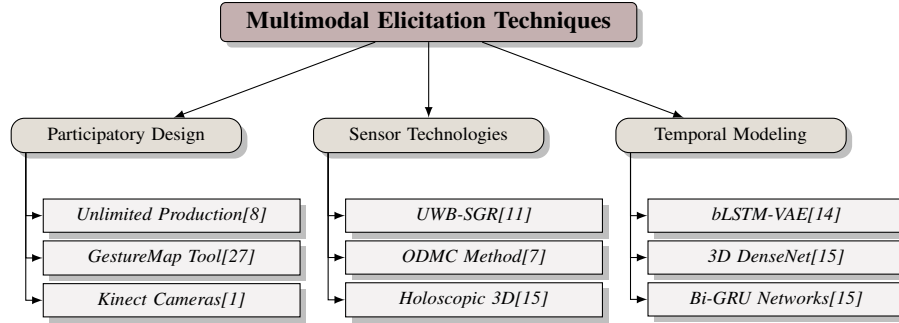 Multimodal Elicitation Techniques
Participatory Design
Sensor Technologies
Temporal Modeling
Unlimited Production[8]
UWB-SGR[11]
bLSTM-VAE[14]
GestureMap Tool[27]
ODMC Method[7]
3D DenseNet[15]
Kinect Cameras[1]
Holoscopic 3D[15]
Bi-GRU Networks[15]